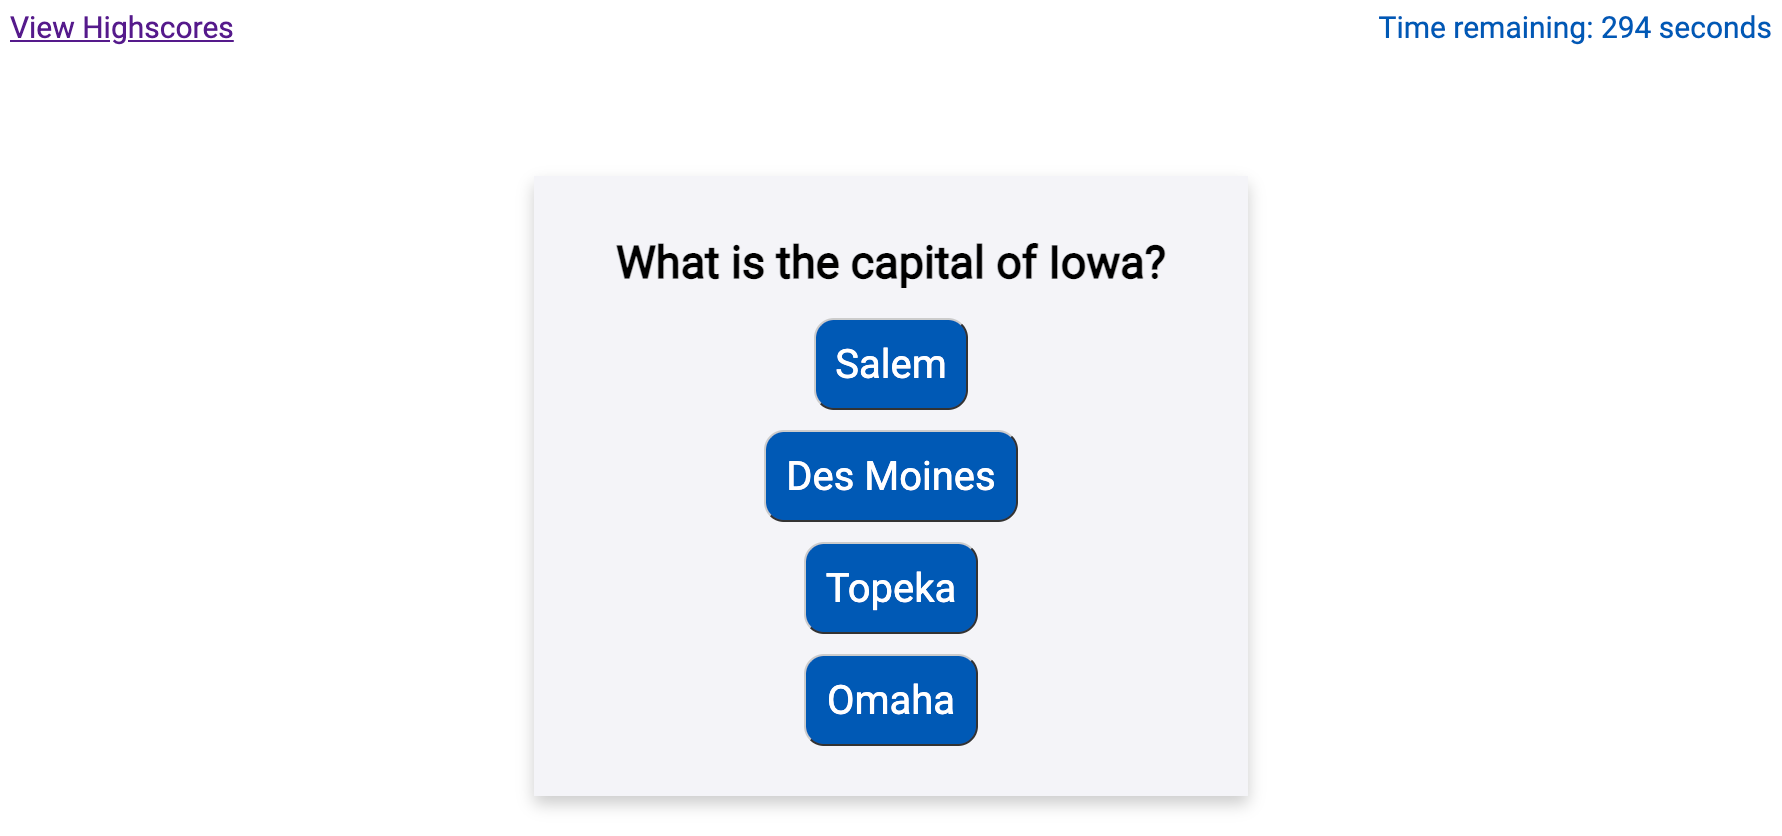 View Highscores
Time remaining: 294 seconds
What is the capital of Iowa?
Salem
Des Moines
Topeka
Omaha